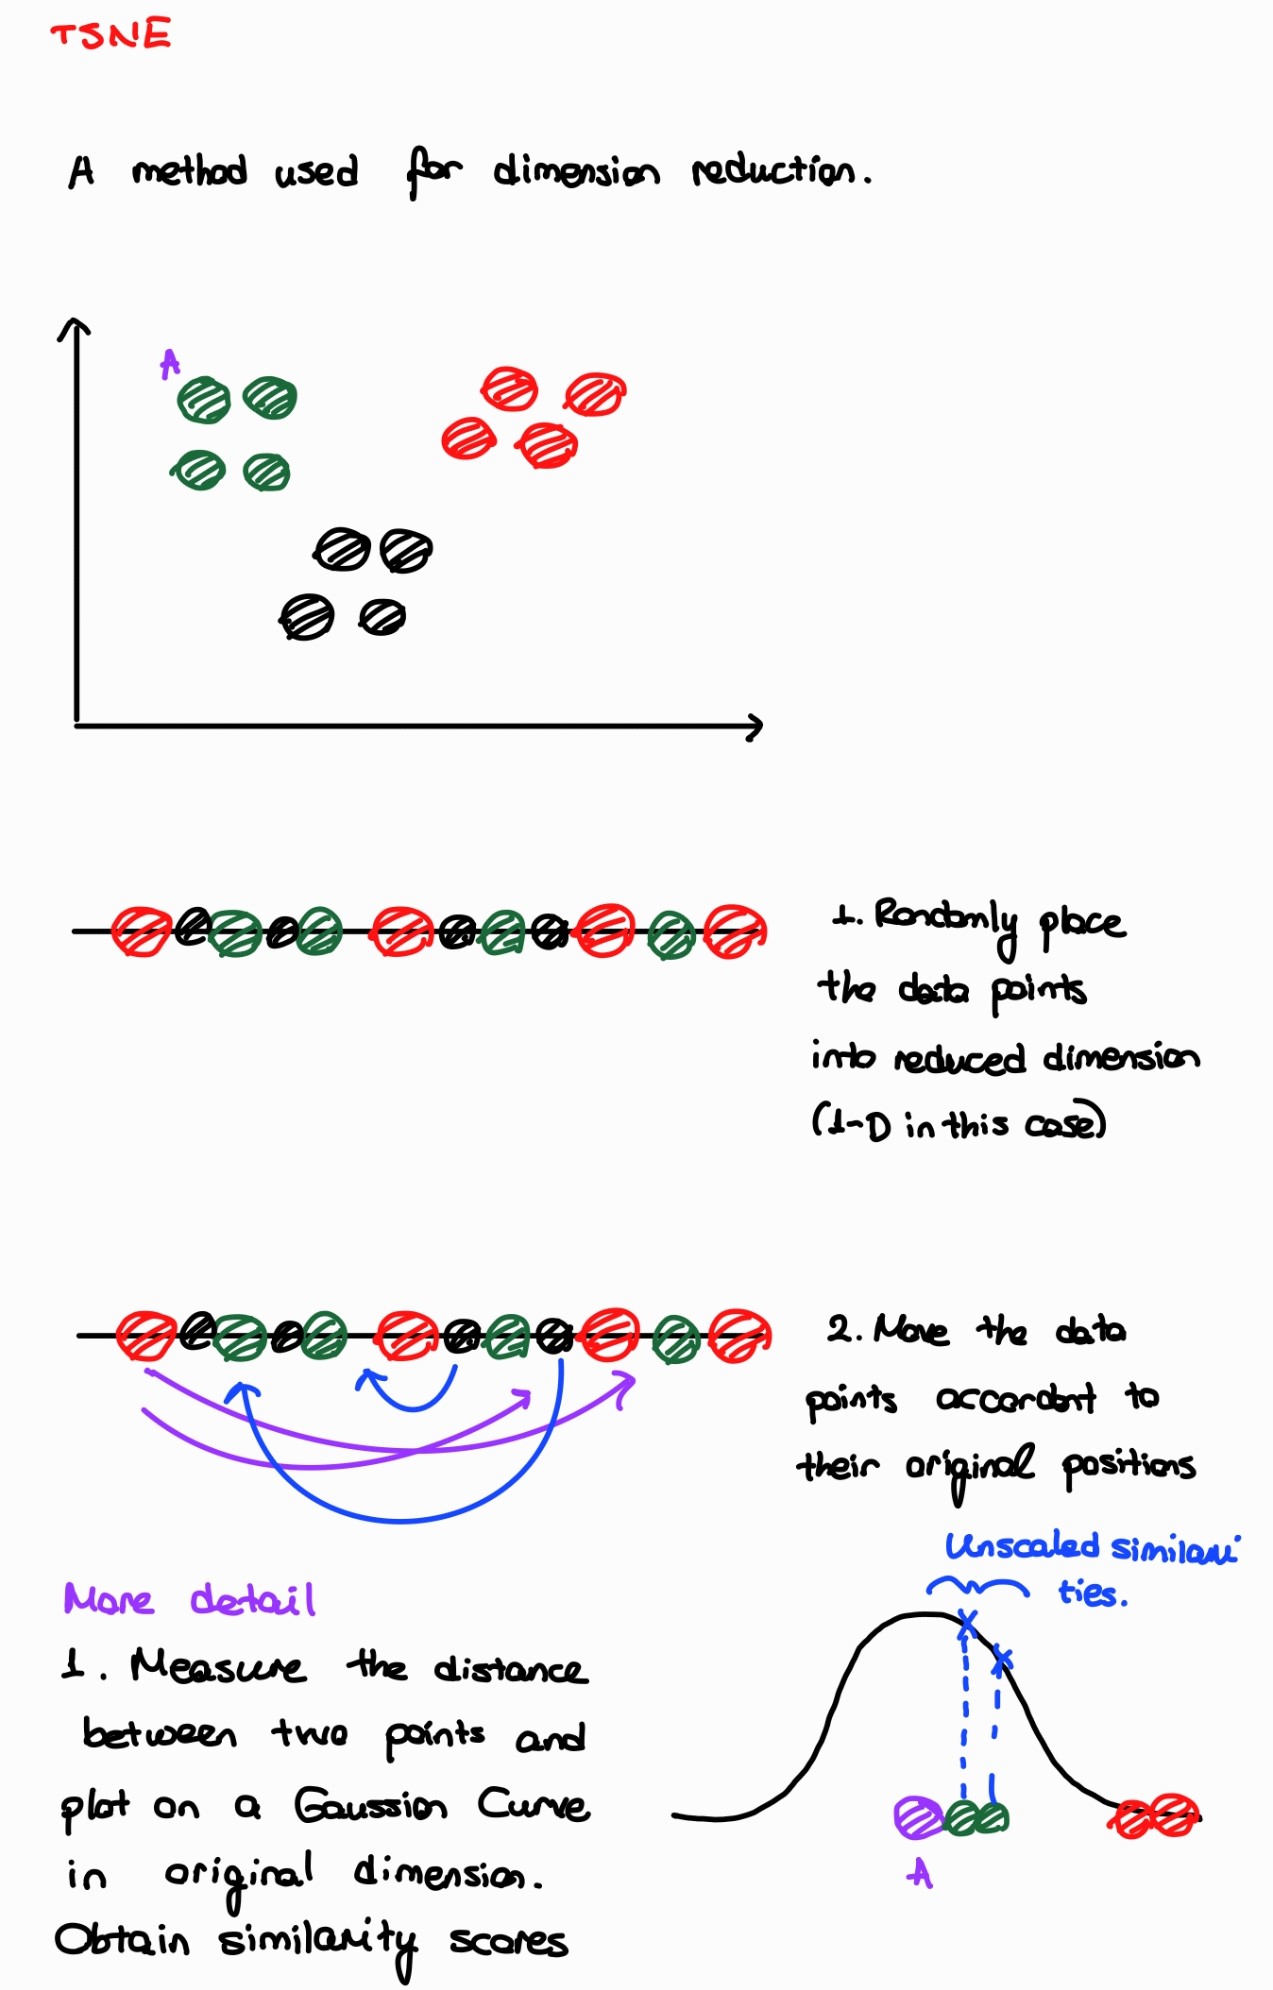 TSNE
A method used for dimension reduction.
A
1. Randomly place
the data points
into reduced dimension
(1-D in this case)
2. Move the data
points accordant to
their original positions
Unscaled similari
ties.
More detail
1. Measure the distance
between two points and
plot on a Gaussian Curve
in original dimension.
Obtain similarity scores
A